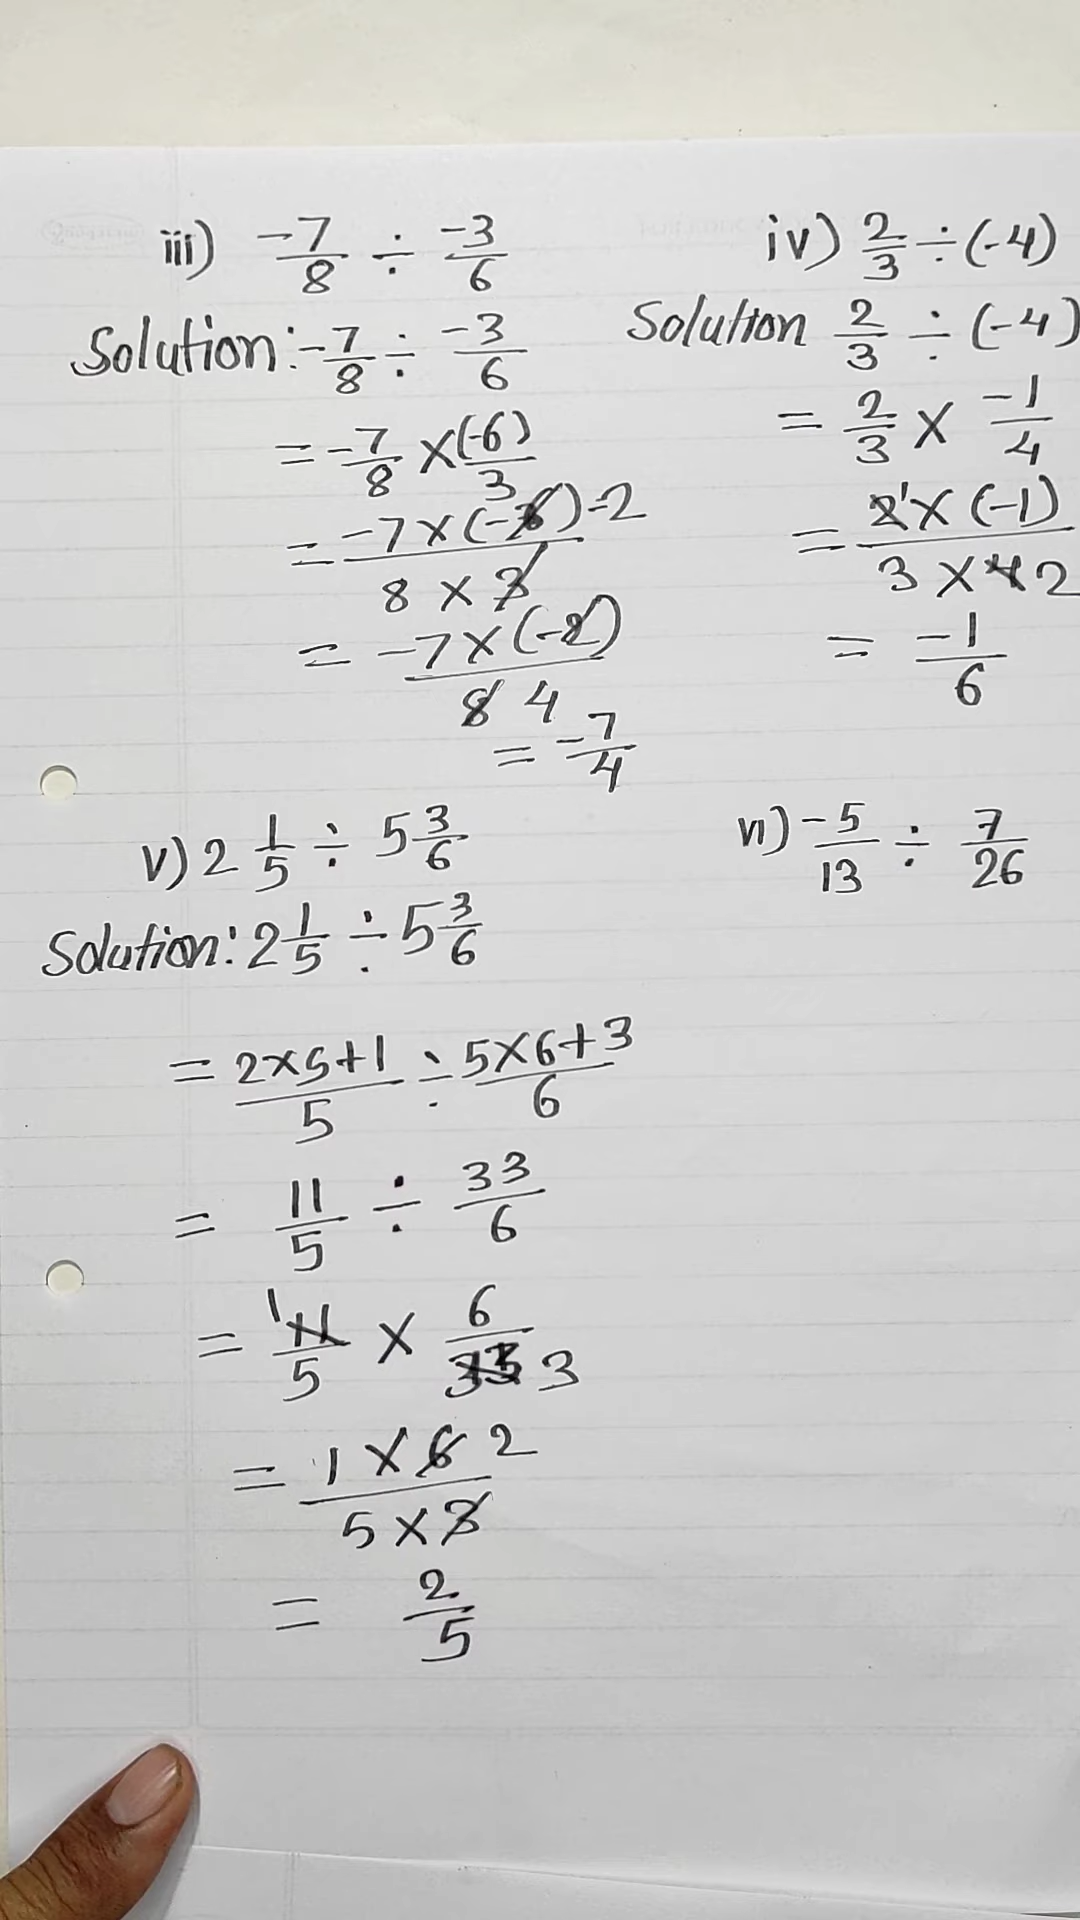 iii) -7/8 ÷ -3/6
Solution: -7/8 ÷ -3/6
= -7/8 × (-6)/3
= -7 × (-6) -2 / 8 × 3
= -7 × (-2) / 8 4
= -7/4
iv) 2/3 ÷ (-4)
Solution 2/3 ÷ (-4)
= 2/3 × -1/4
= 2 1 × (-1) / 3 × 4 2
= -1/6
v) 2 1/5 ÷ 5 3/6
Solution: 2 1/5 ÷ 5 3/6
= 2×5+1/5 ÷ 5×6+3/6
= 11/5 ÷ 33/6
= 1 11/5 × 6/33 3
= 1 × 6 2 / 5 × 3
= 2/5
vi) -5/13 ÷ 7/26